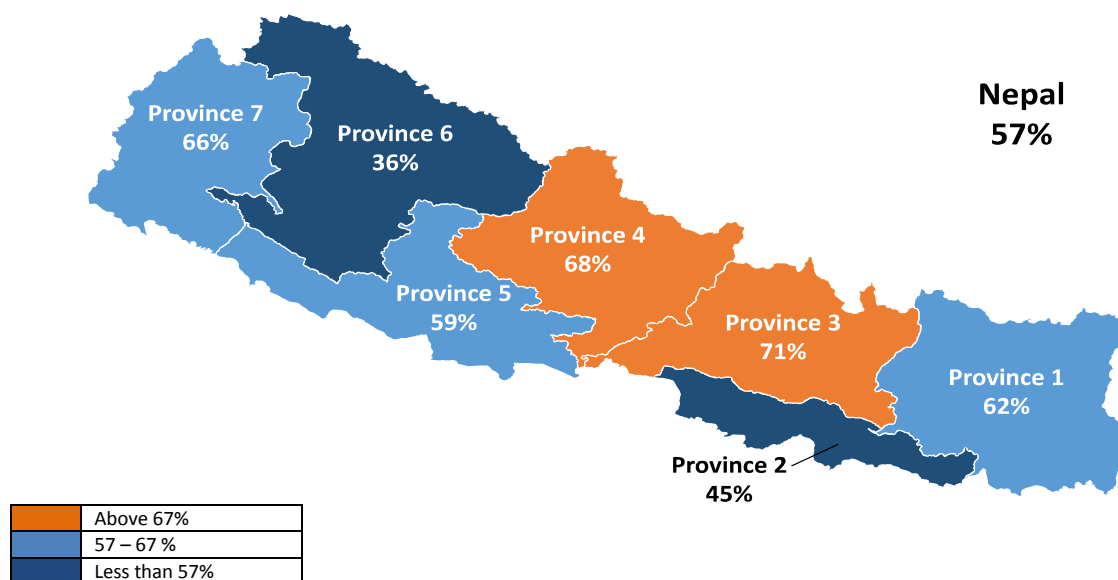 Nepal
57%
Province 7
66%
Province 6
36%
Province 4
68%
Province 5
59%
Province 3
71%
Province 1
62%
Province 2
45%
Above 67%
57 – 67 %
Less than 57%